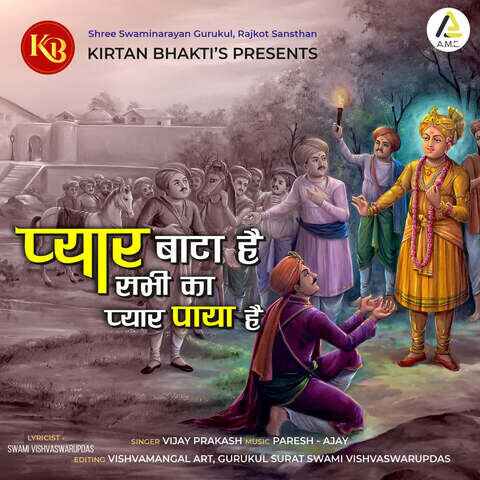 KB
Shree Swaminarayan Gurukul, Rajkot Sansthan
KIRTAN BHAKTI'S PRESENTS
A.M.C.
प्यार बाटा है
सभी का
प्यार पाया है
LYRICIST -
SWAMI VISHVASWARUPDAS
SINGER VIJAY PRAKASH MUSIC PARESH - AJAY
EDITING VISHVAMANGAL ART, GURUKUL SURAT SWAMI VISHVASWARUPDAS